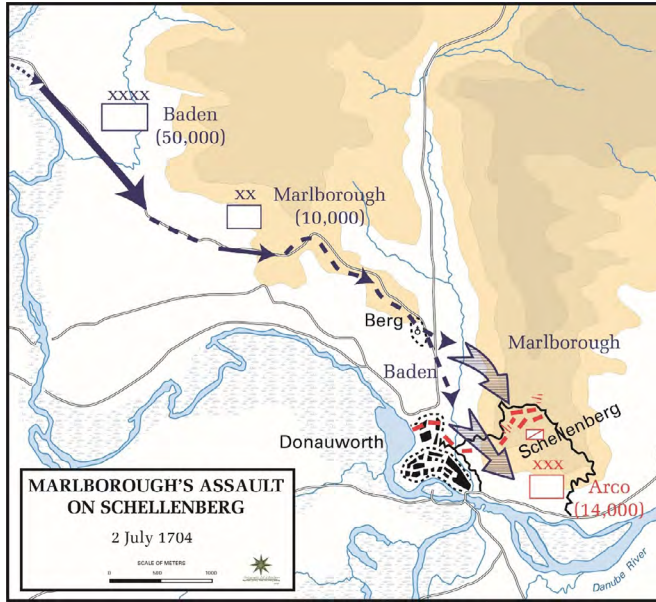 XXXX
Baden
(50,000)
XX
Marlborough
(10,000)
Berg
Marlborough
Baden
Donauworth
Schellenberg
XXX
Arco
(14,000)
MARLBOROUGH'S ASSAULT
ON SCHELLENBERG
2 July 1704
SCALE OF METERS
0 500 1000
Danube River